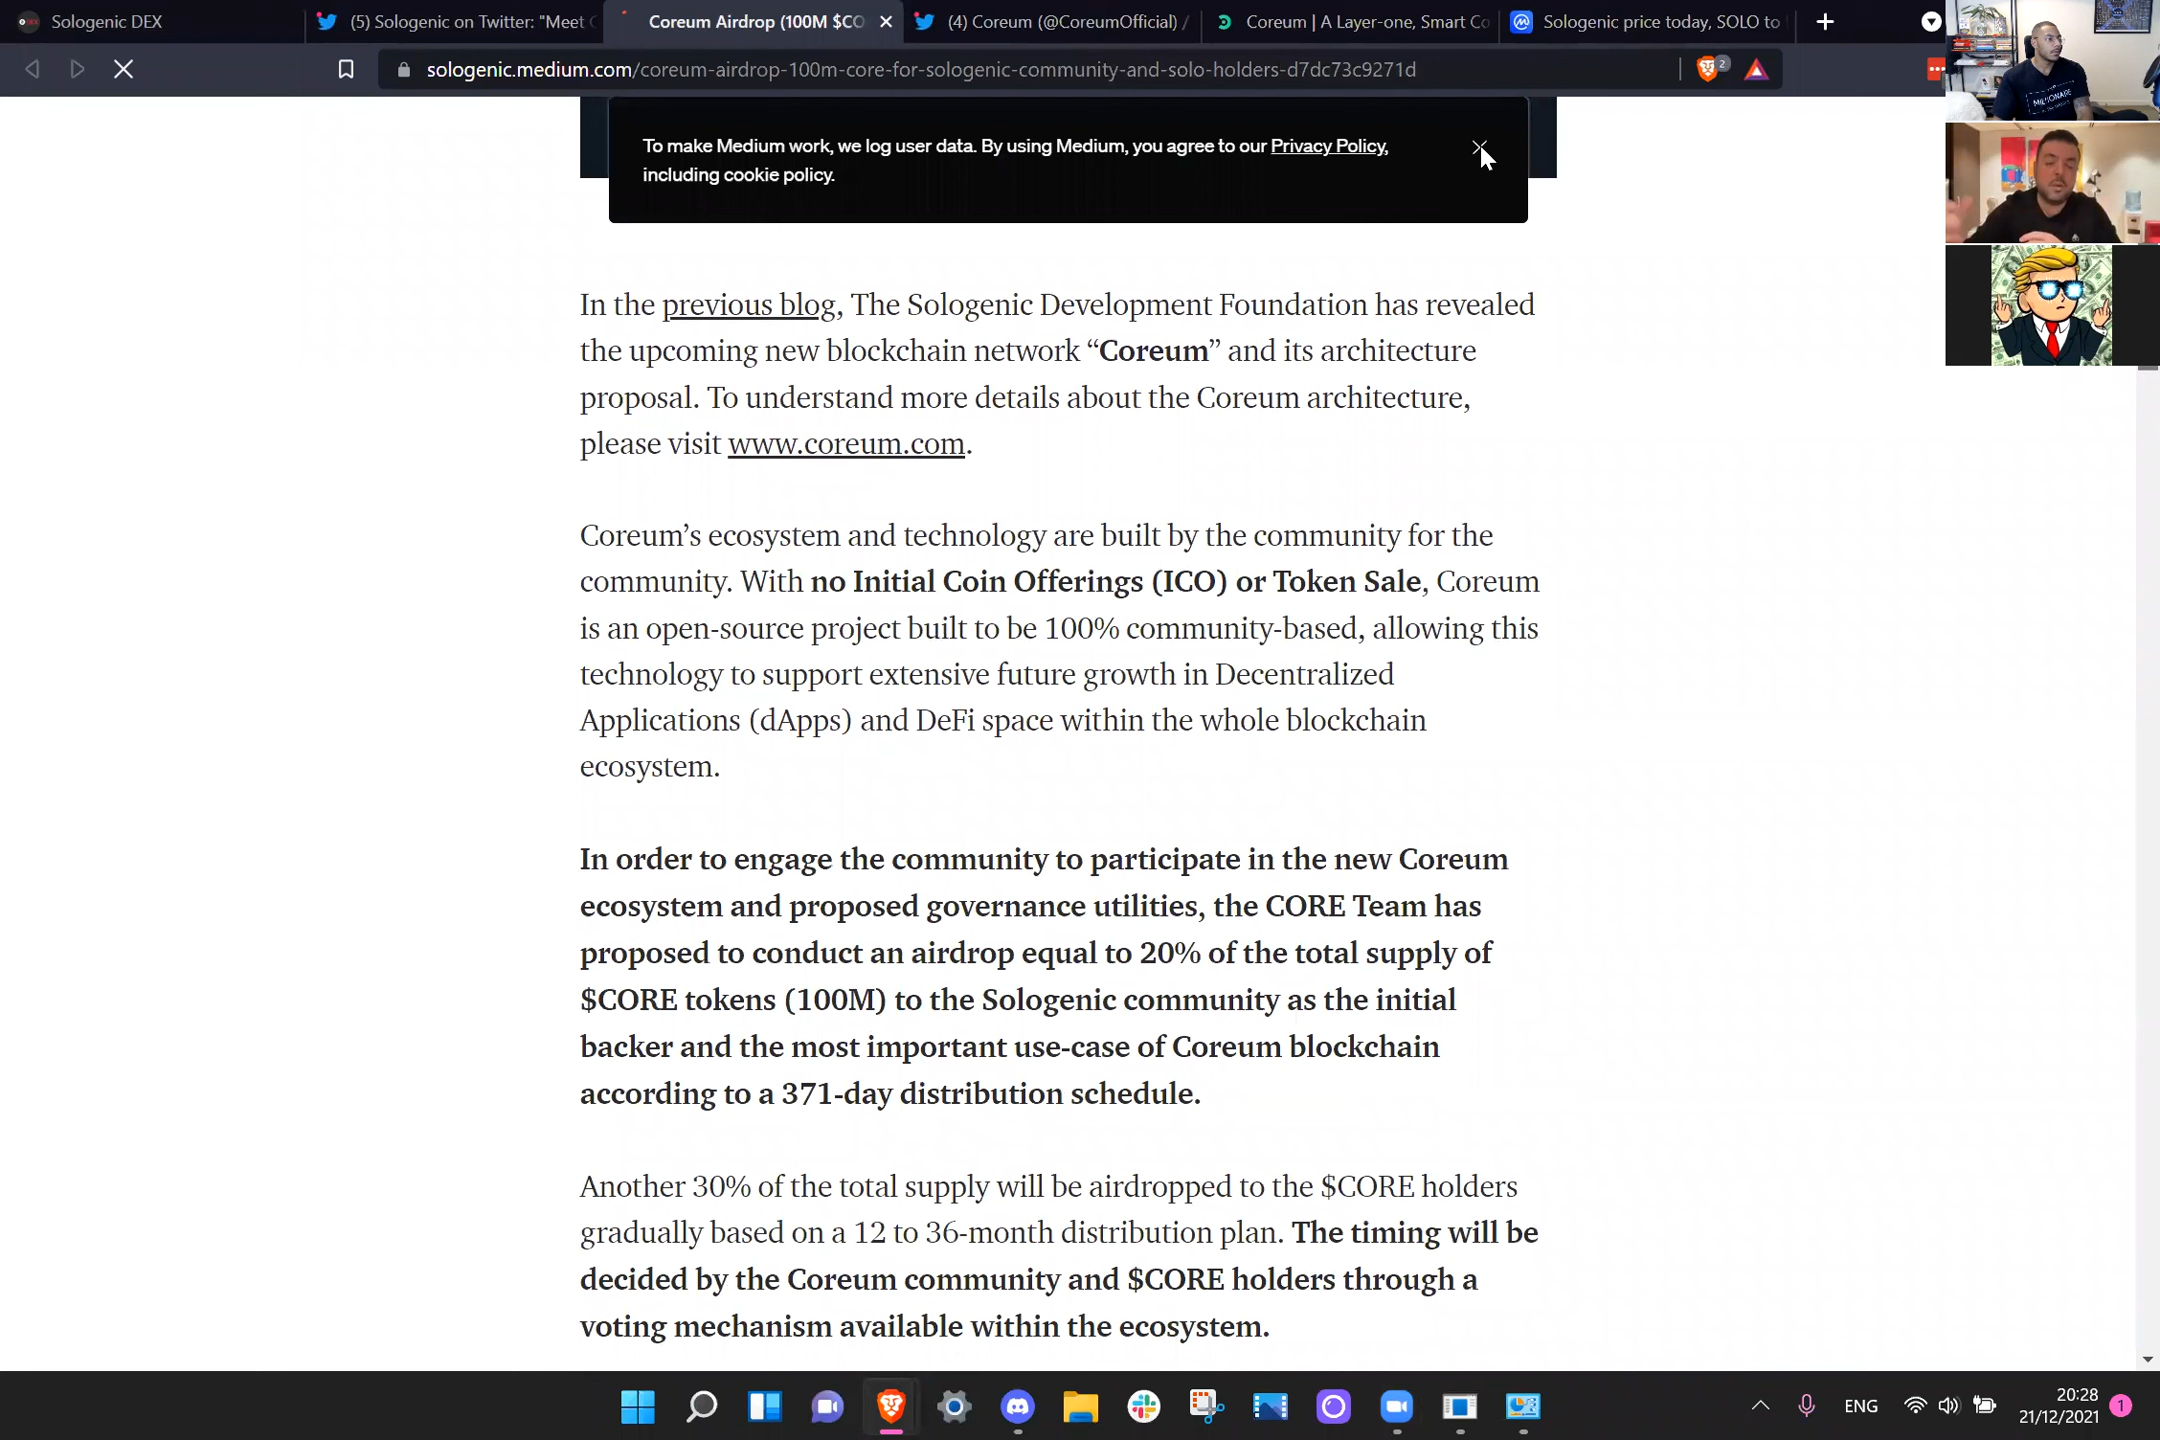 Sologenic DEX
(5) Sologenic on Twitter: "Meet C
Coreum Airdrop (100M $CO
(4) Coreum (@CoreumOfficial) /
Coreum | A Layer-one, Smart Co
Sologenic price today, SOLO to
sologenic.medium.com/coreum-airdrop-100m-core-for-sologenic-community-and-solo-holders-d7dc73c9271d
2
MILLIONAIRE
To make Medium work, we log user data. By using Medium, you agree to our Privacy Policy,
including cookie policy.
In the previous blog, The Sologenic Development Foundation has revealed
the upcoming new blockchain network “Coreum” and its architecture
proposal. To understand more details about the Coreum architecture,
please visit www.coreum.com.
Coreum’s ecosystem and technology are built by the community for the
community. With no Initial Coin Offerings (ICO) or Token Sale, Coreum
is an open-source project built to be 100% community-based, allowing this
technology to support extensive future growth in Decentralized
Applications (dApps) and DeFi space within the whole blockchain
ecosystem.
In order to engage the community to participate in the new Coreum
ecosystem and proposed governance utilities, the CORE Team has
proposed to conduct an airdrop equal to 20% of the total supply of
$CORE tokens (100M) to the Sologenic community as the initial
backer and the most important use-case of Coreum blockchain
according to a 371-day distribution schedule.
Another 30% of the total supply will be airdropped to the $CORE holders
gradually based on a 12 to 36-month distribution plan. The timing will be
decided by the Coreum community and $CORE holders through a
voting mechanism available within the ecosystem.
ENG
20:28
21/12/2021
1